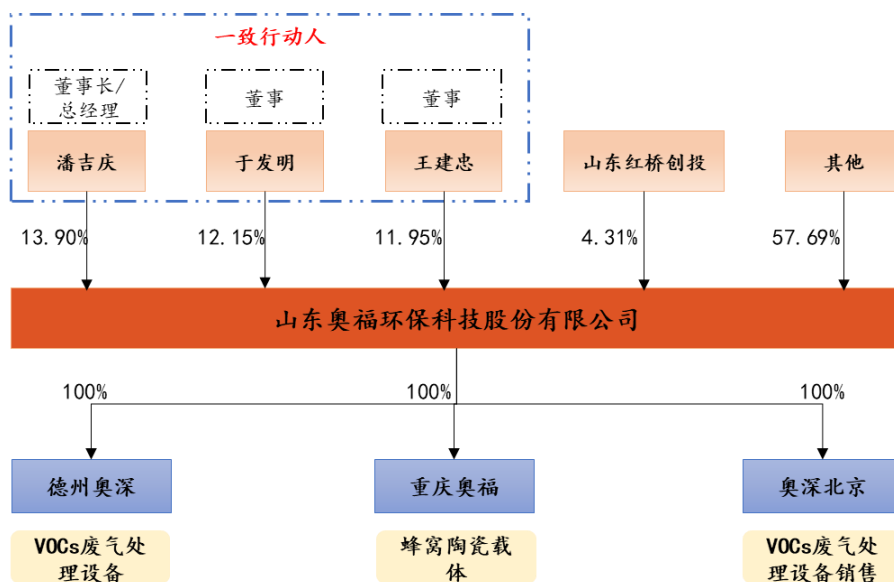 一致行动人
董事长/
总经理
董事
董事
潘吉庆
于发明
王建忠
山东红桥创投
其他
13.90%
12.15%
11.95%
4.31%
57.69%
山东奥福环保科技股份有限公司
100%
100%
100%
德州奥深
重庆奥福
奥深北京
VOCs废气处
理设备
蜂窝陶瓷载
体
VOCs废气处
理设备销售